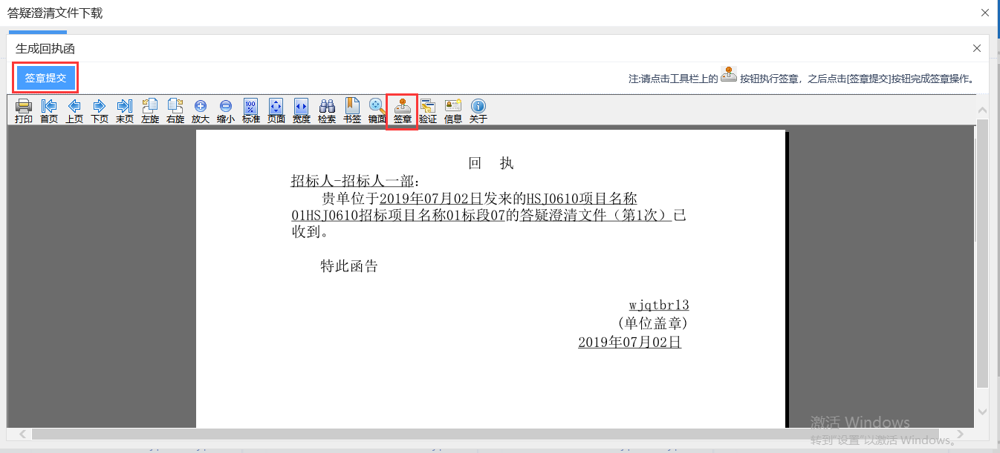 答疑澄清文件下载
生成回执函
签章提交
注:请点击工具栏上的 按钮执行签章，之后点击[签章提交]按钮完成签章操作。
打印 首页 上页 下页 末页 左旋 右旋 放大 缩小 标准 页面 宽度 检索 书签 镜面 签章 验证 信息 关于
回 执
招标人-招标人一部：
贵单位于2019年07月02日发来的HSJ0610项目名称
01HSJ0610招标项目名称01标段07的答疑澄清文件（第1次）已
收到。
特此函告
wjqtbr13
(单位盖章)
2019年07月02日
激活 Windows
转到"设置"以激活 Windows。